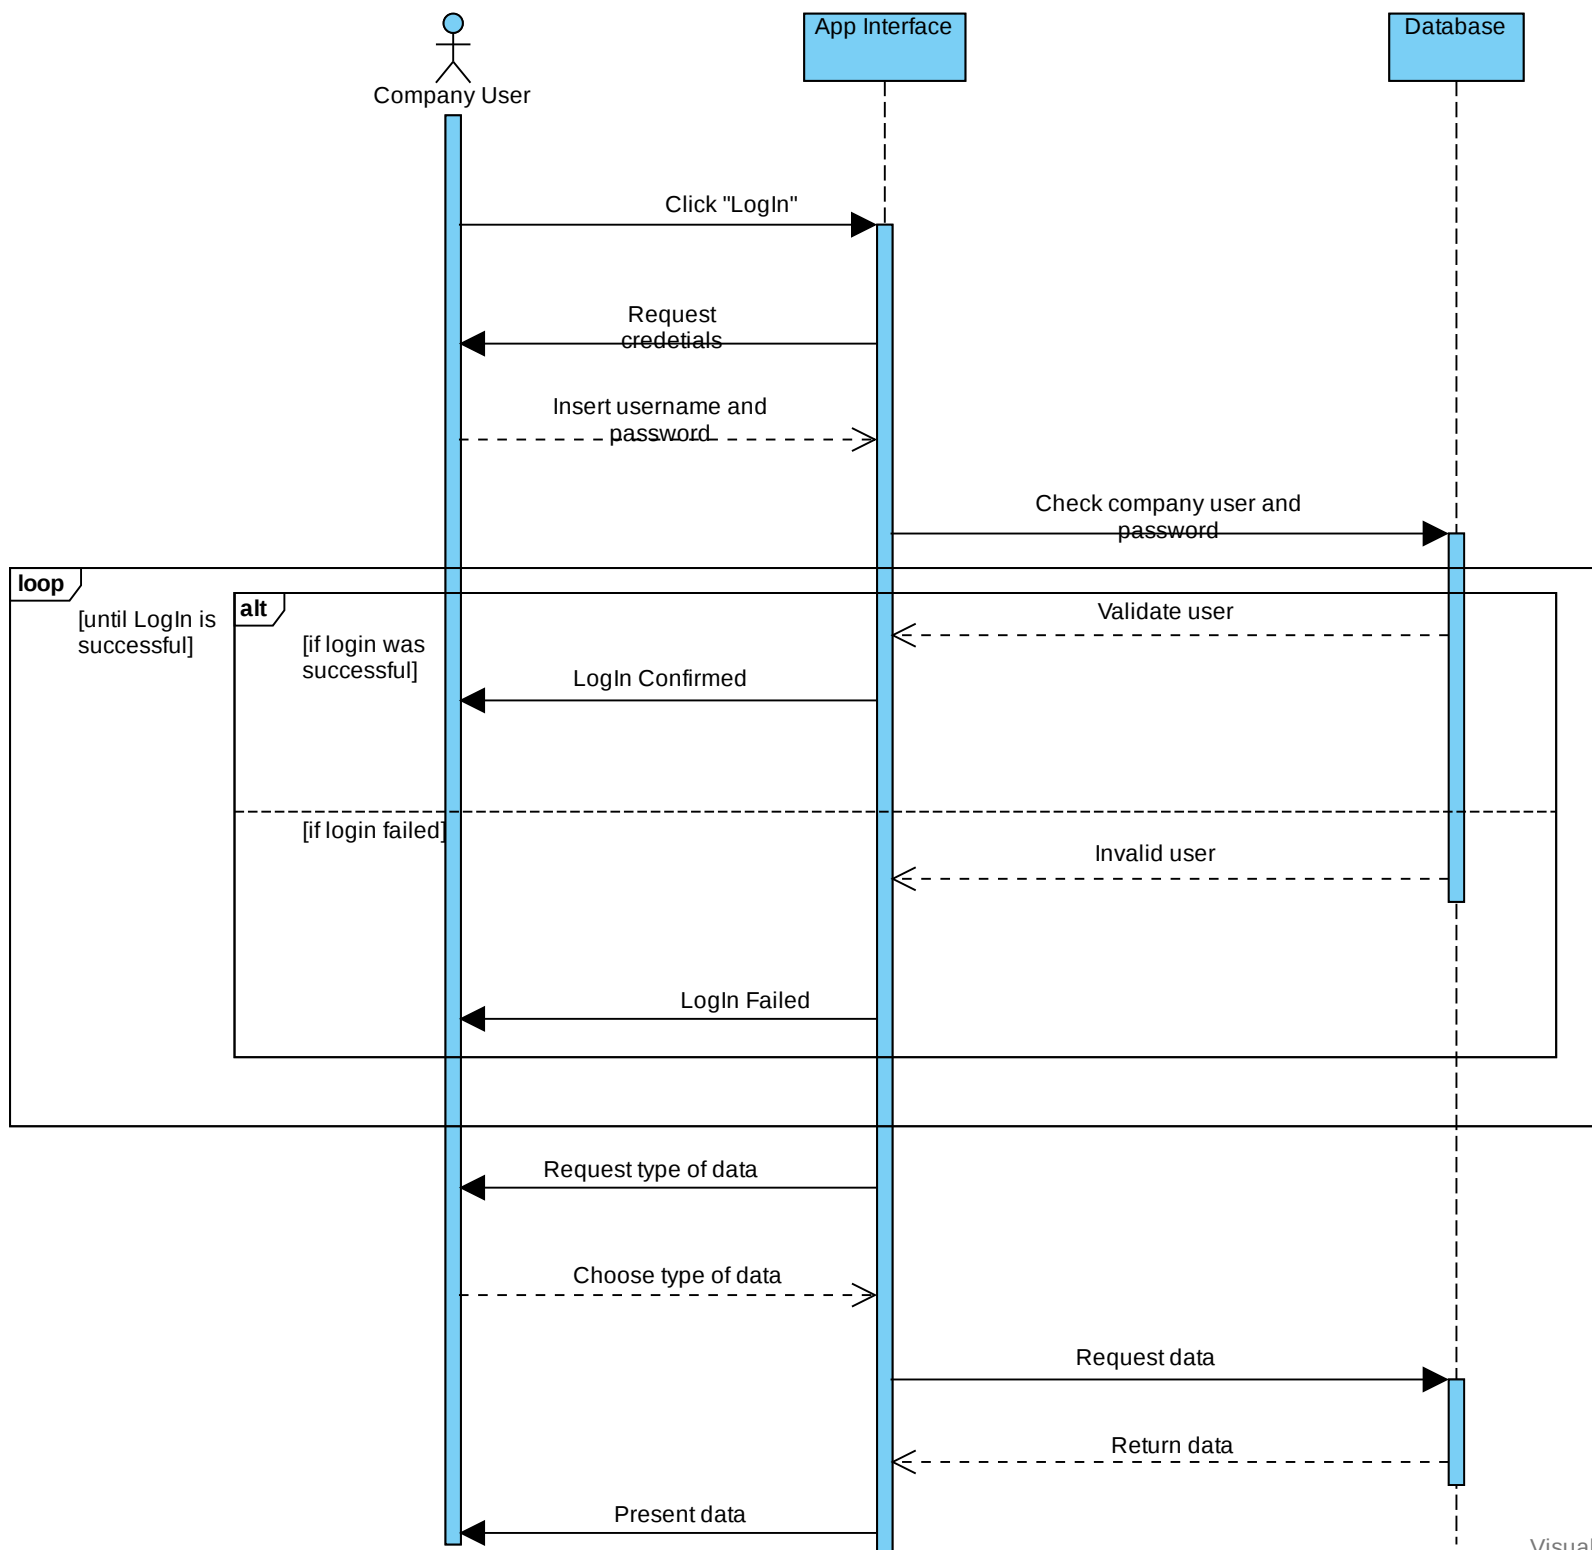 Company User
App Interface
Database
Click "LogIn"
Request
credetials
Insert username and
password
Check company user and
password
loop
[until LogIn is
successful]
alt
[if login was
successful]
Validate user
LogIn Confirmed
[if login failed]
Invalid user
LogIn Failed
Request type of data
Choose type of data
Request data
Return data
Present data
Visual